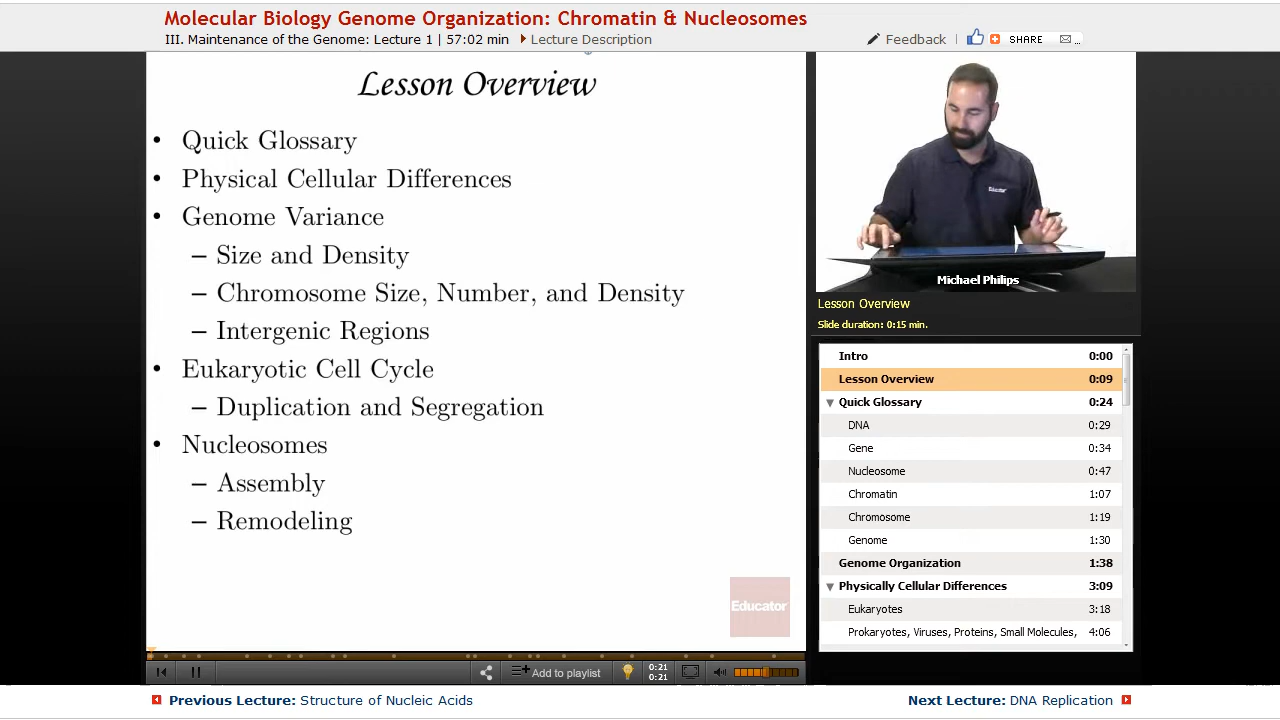 Molecular Biology Genome Organization: Chromatin & Nucleosomes
III. Maintenance of the Genome: Lecture 1 | 57:02 min
Lecture Description
Feedback
SHARE
Lesson Overview
• Quick Glossary
• Physical Cellular Differences
• Genome Variance
– Size and Density
– Chromosome Size, Number, and Density
– Intergenic Regions
• Eukaryotic Cell Cycle
– Duplication and Segregation
• Nucleosomes
– Assembly
– Remodeling
Educator
Educator
Michael Philips
Lesson Overview
Slide duration: 0:15 min.
Intro 0:00
Lesson Overview 0:09
Quick Glossary 0:24
DNA 0:29
Gene 0:34
Nucleosome 0:47
Chromatin 1:07
Chromosome 1:19
Genome 1:30
Genome Organization 1:38
Physically Cellular Differences 3:09
Eukaryotes 3:18
Prokaryotes, Viruses, Proteins, Small Molecules, 4:06
Add to playlist
0:21
0:21
Previous Lecture: Structure of Nucleic Acids
Next Lecture: DNA Replication